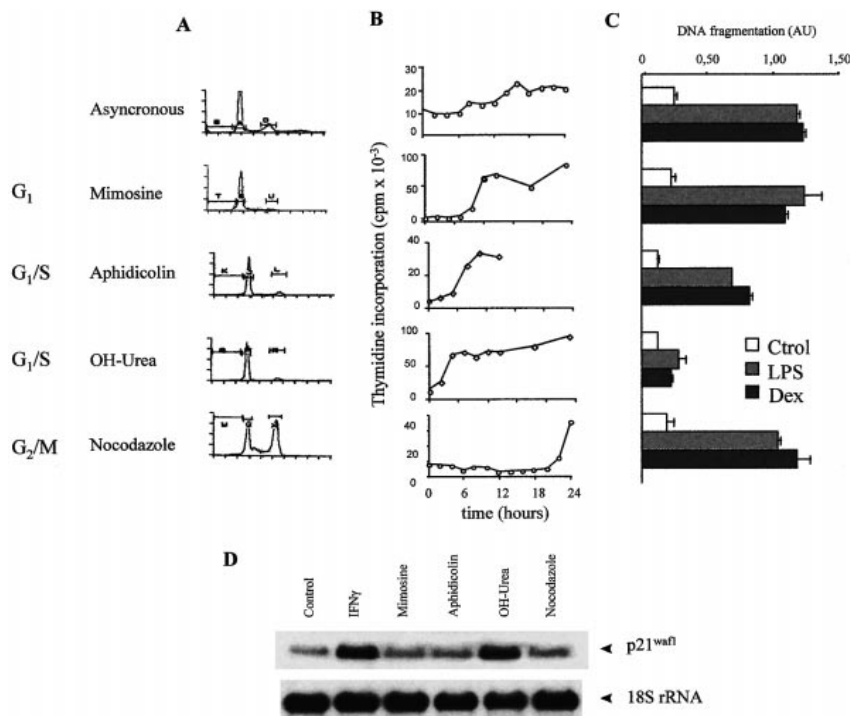 A
B
C
DNA fragmentation (AU)
0 0,50 1,00 1,50
Asyncronous
30
20
10
0
G1 Mimosine
100
50
0
G1/S Aphidicolin
40
20
0
G1/S OH-Urea
100
50
0
G2/M Nocodazole
40
20
0
Thymidine incorporation (cpm x 10-3)
0 6 12 18 24
time (hours)
Ctrol
LPS
Dex
D
Control IFNγ Mimosine Aphidicolin OH-Urea Nocodazole
p21waf1
18S rRNA